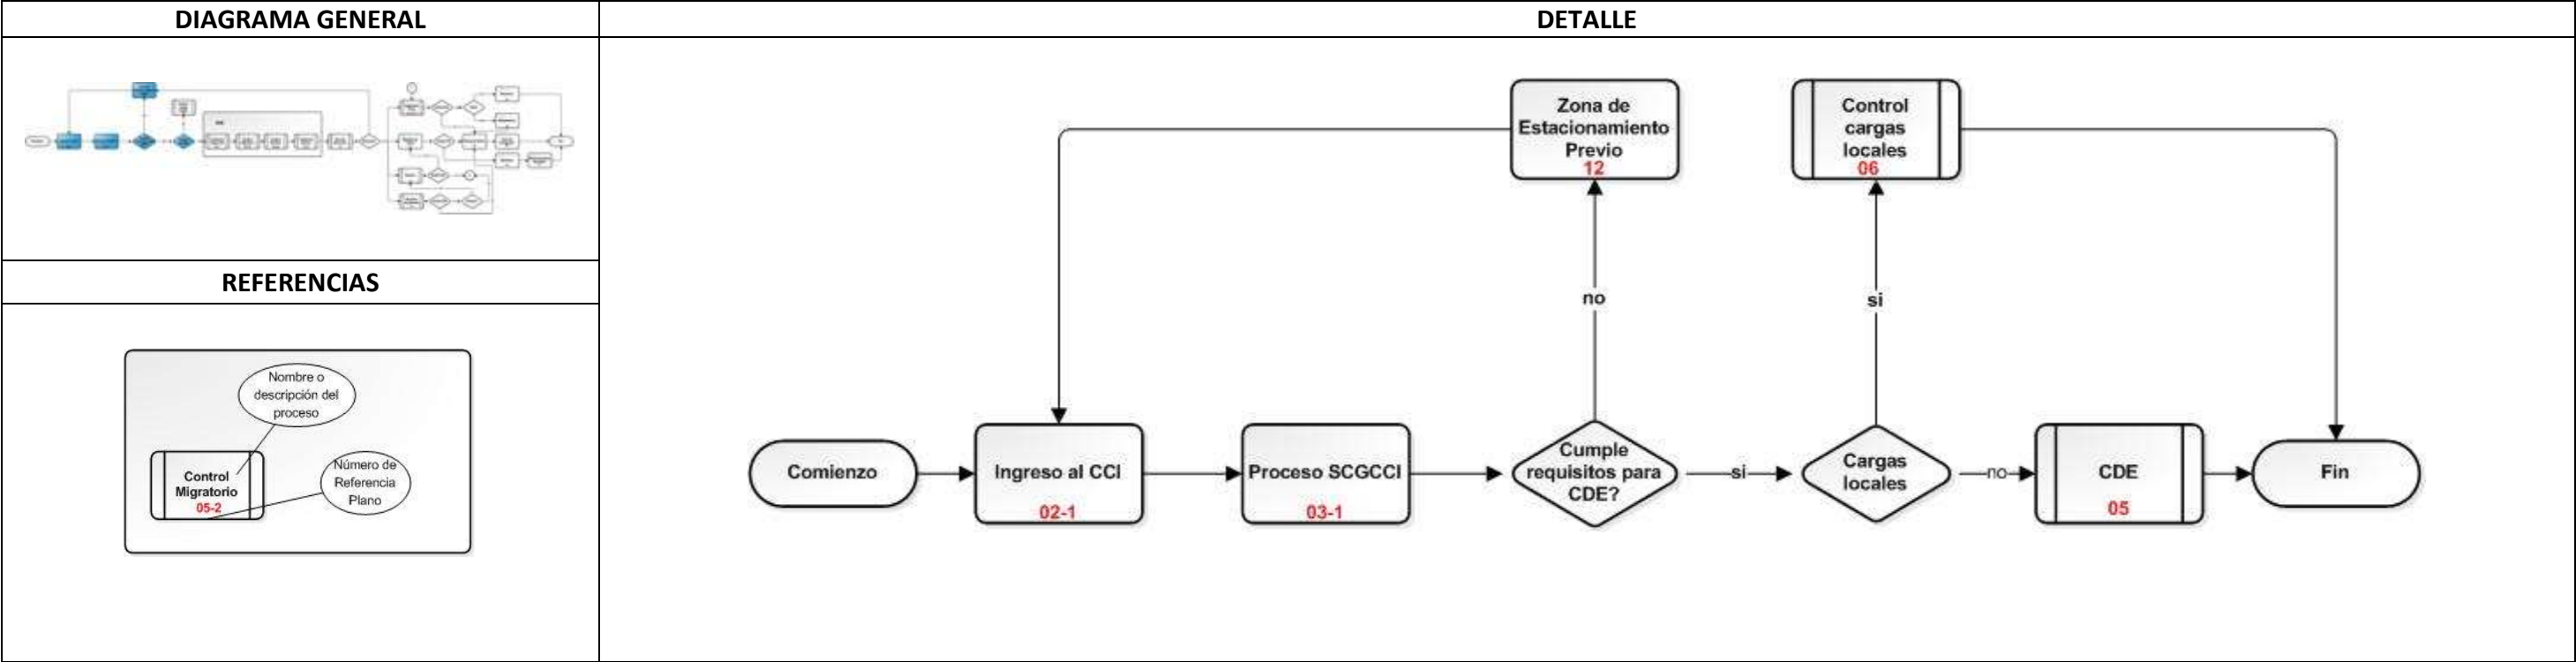 DIAGRAMA GENERAL
DETALLE
REFERENCIAS
Nombre o
descripción del
proceso
Control
Migratorio
05-2
Número de
Referencia
Plano
Zona de
Estacionamiento
Previo
12
Control
cargas
locales
06
no
si
Comienzo
Ingreso al CCI
02-1
Proceso SCGCCI
03-1
Cumple
requisitos para
CDE?
si
Cargas
locales
no
CDE
05
Fin